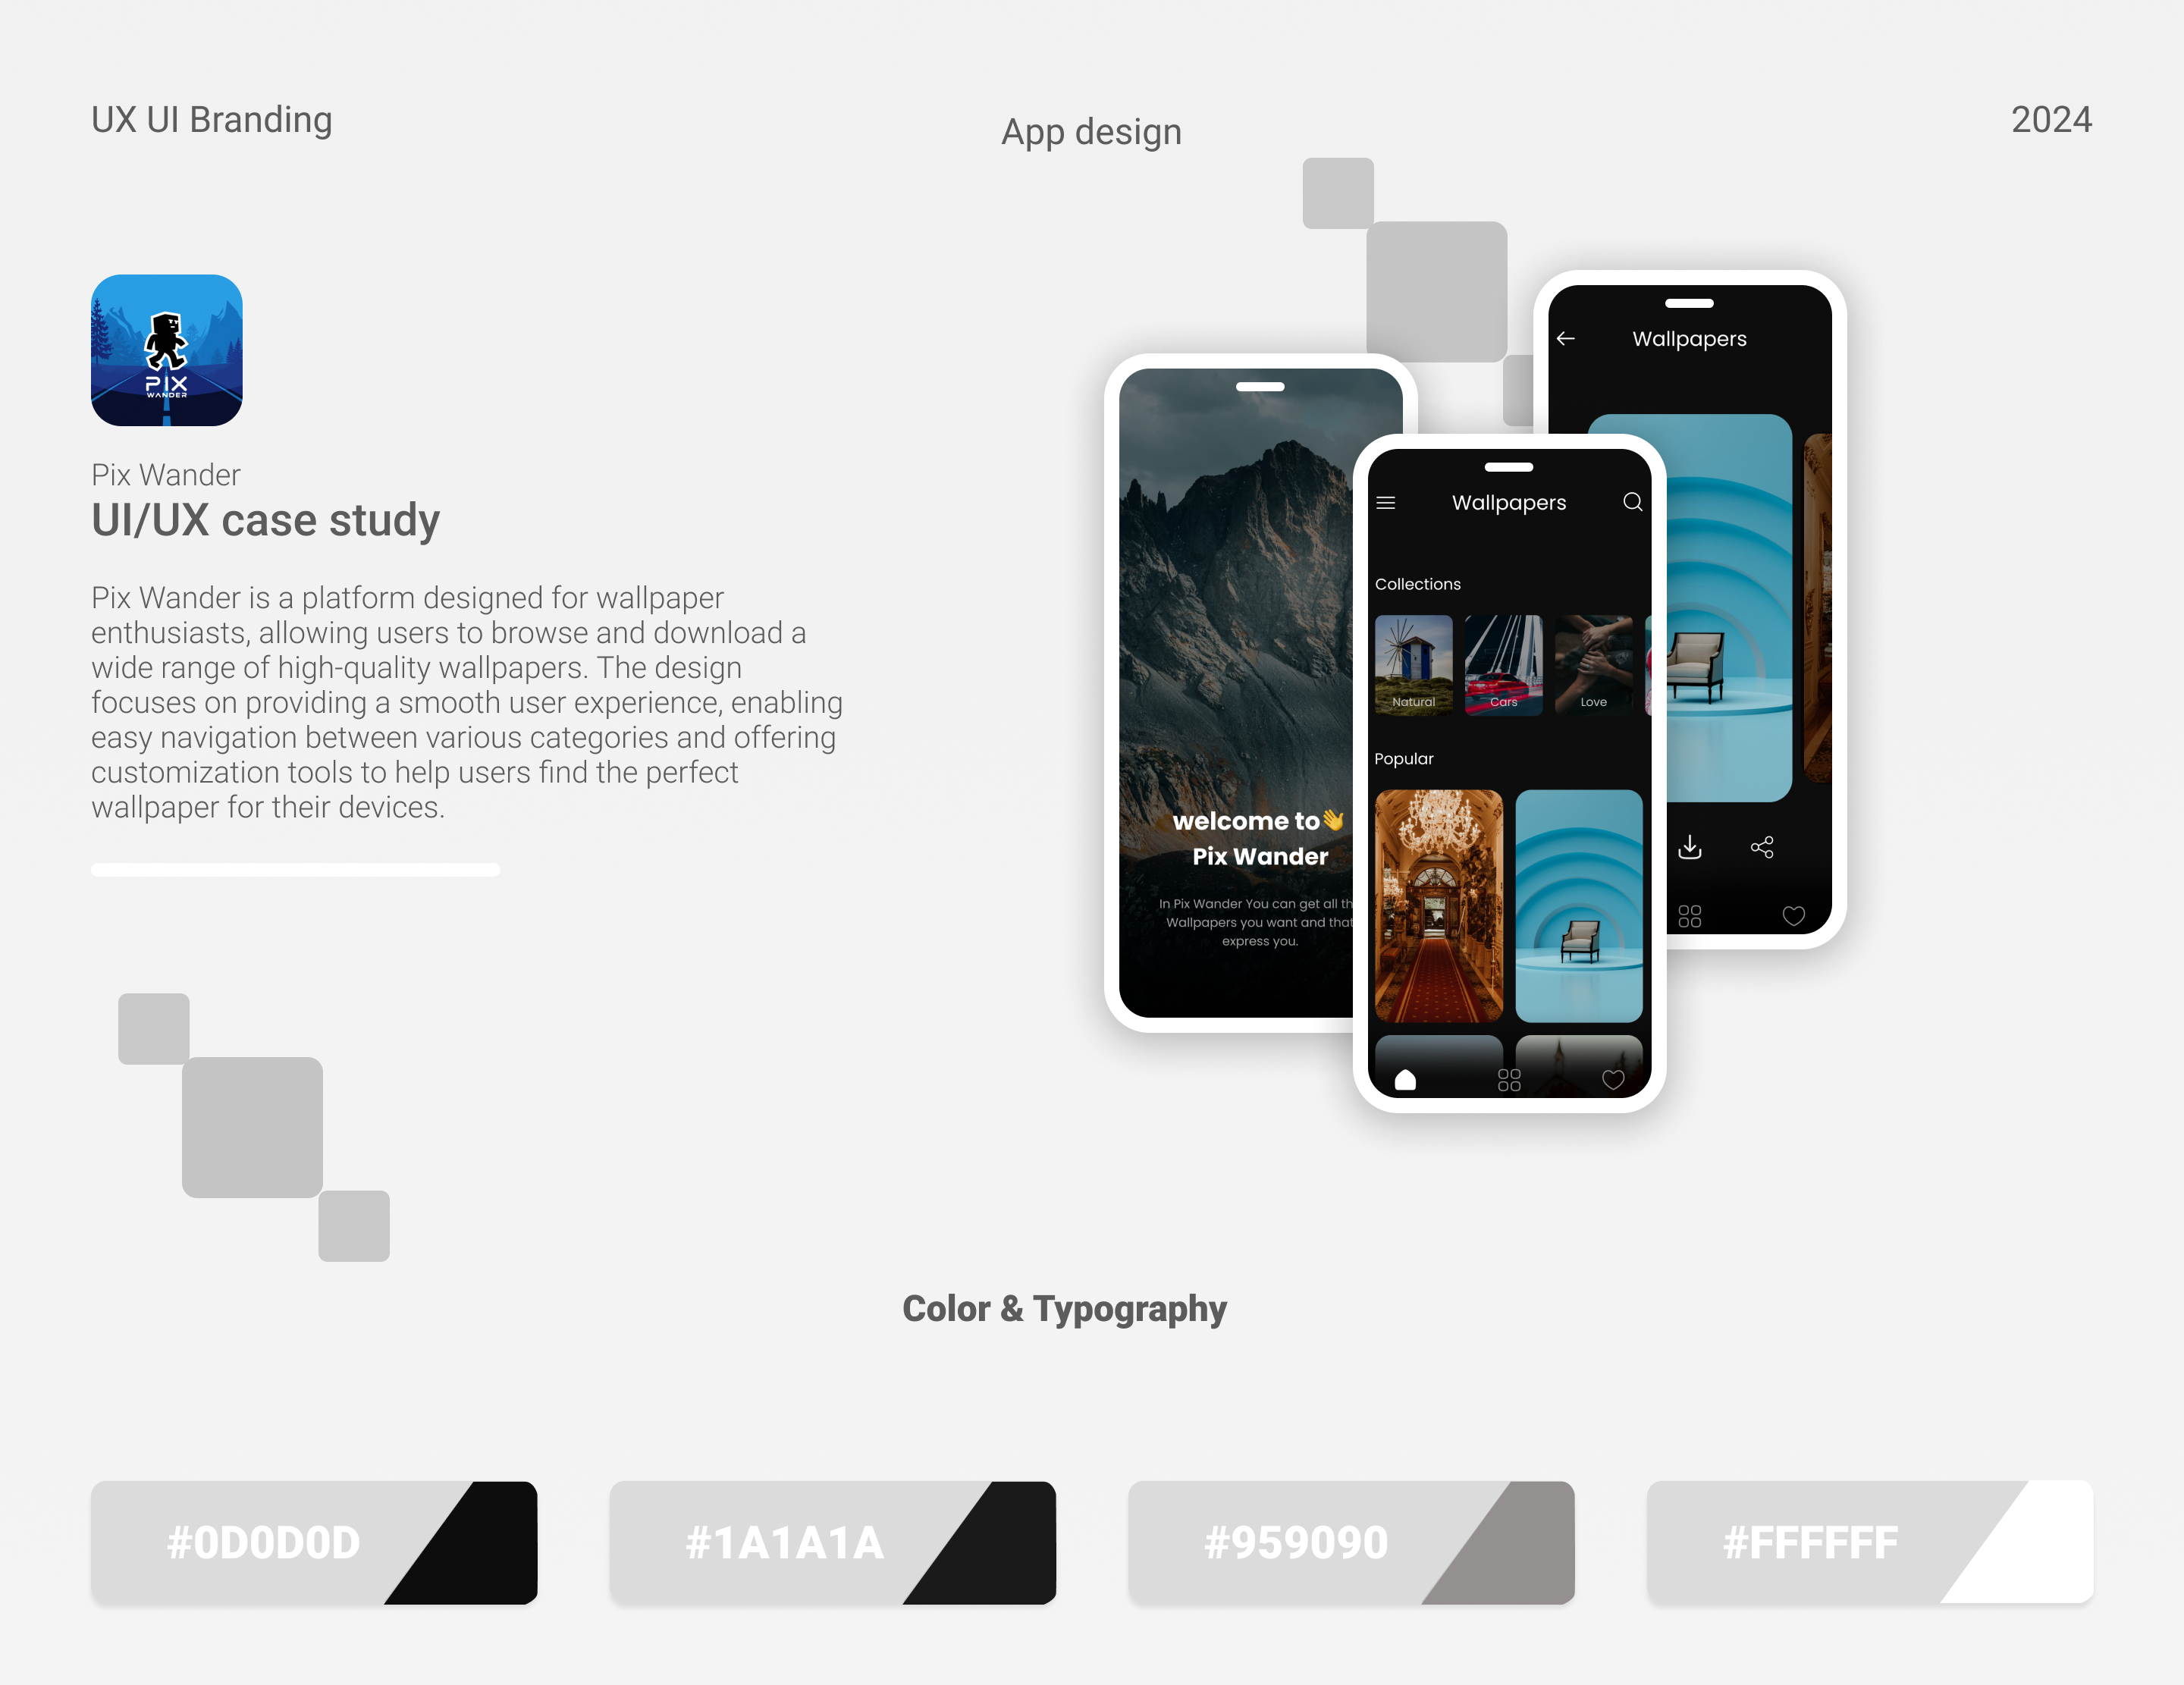 UX UI Branding
App design
2024
PIX
WANDER
Pix Wander
UI/UX case study
Pix Wander is a platform designed for wallpaper
enthusiasts, allowing users to browse and download a
wide range of high-quality wallpapers. The design
focuses on providing a smooth user experience, enabling
easy navigation between various categories and offering
customization tools to help users find the perfect
wallpaper for their devices.
welcome to👋
Pix Wander
In Pix Wander You can get all th
Wallpapers you want and that
express you.
Wallpapers
Collections
Natural
Cars
Love
Popular
Wallpapers
Color & Typography
#0D0D0D
#1A1A1A
#959090
#FFFFFF